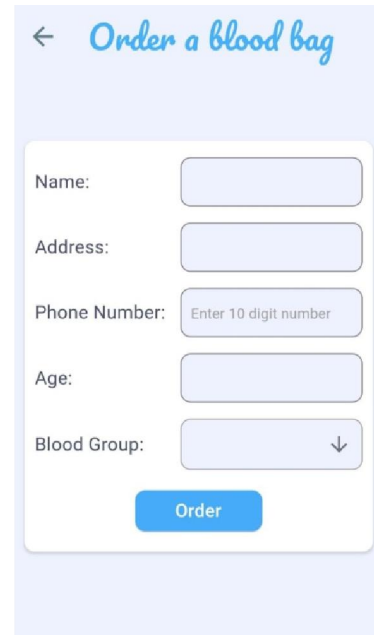 Order a blood bag
Name:
Address:
Phone Number: Enter 10 digit number
Age:
Blood Group:
Order